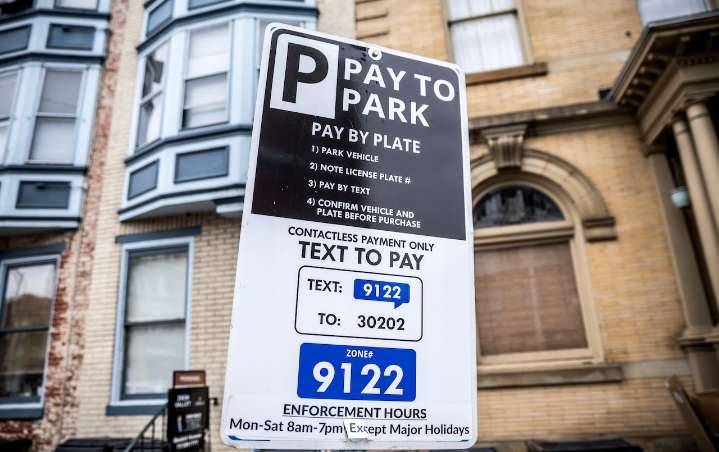 P PAY TO
PARK
PAY BY PLATE
1) PARK VEHICLE
2) NOTE LICENSE PLATE #
3) PAY BY TEXT
4) CONFIRM VEHICLE AND
PLATE BEFORE PURCHASE
CONTACTLESS PAYMENT ONLY
TEXT TO PAY
TEXT: 9122
TO: 30202
ZONE#
9122
ENFORCEMENT HOURS
Mon-Sat 8am-7pm Except Major Holidays